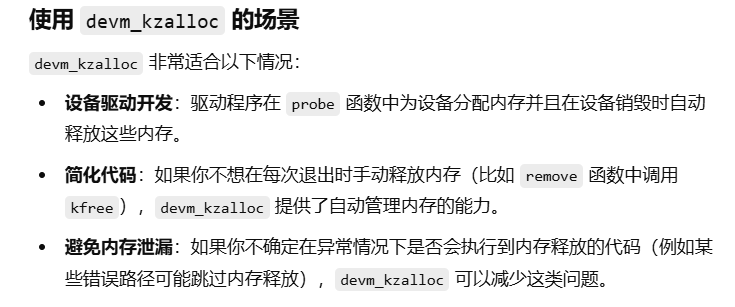 使用 devm_kzalloc 的场景
devm_kzalloc 非常适合以下情况：
• 设备驱动开发：驱动程序在 probe 函数中为设备分配内存并且在设备销毁时自动
释放这些内存。
• 简化代码：如果你不想在每次退出时手动释放内存（比如 remove 函数中调用
kfree），devm_kzalloc 提供了自动管理内存的能力。
• 避免内存泄漏：如果你不确定在异常情况下是否会执行到内存释放的代码（例如某
些错误路径可能跳过内存释放），devm_kzalloc 可以减少这类问题。